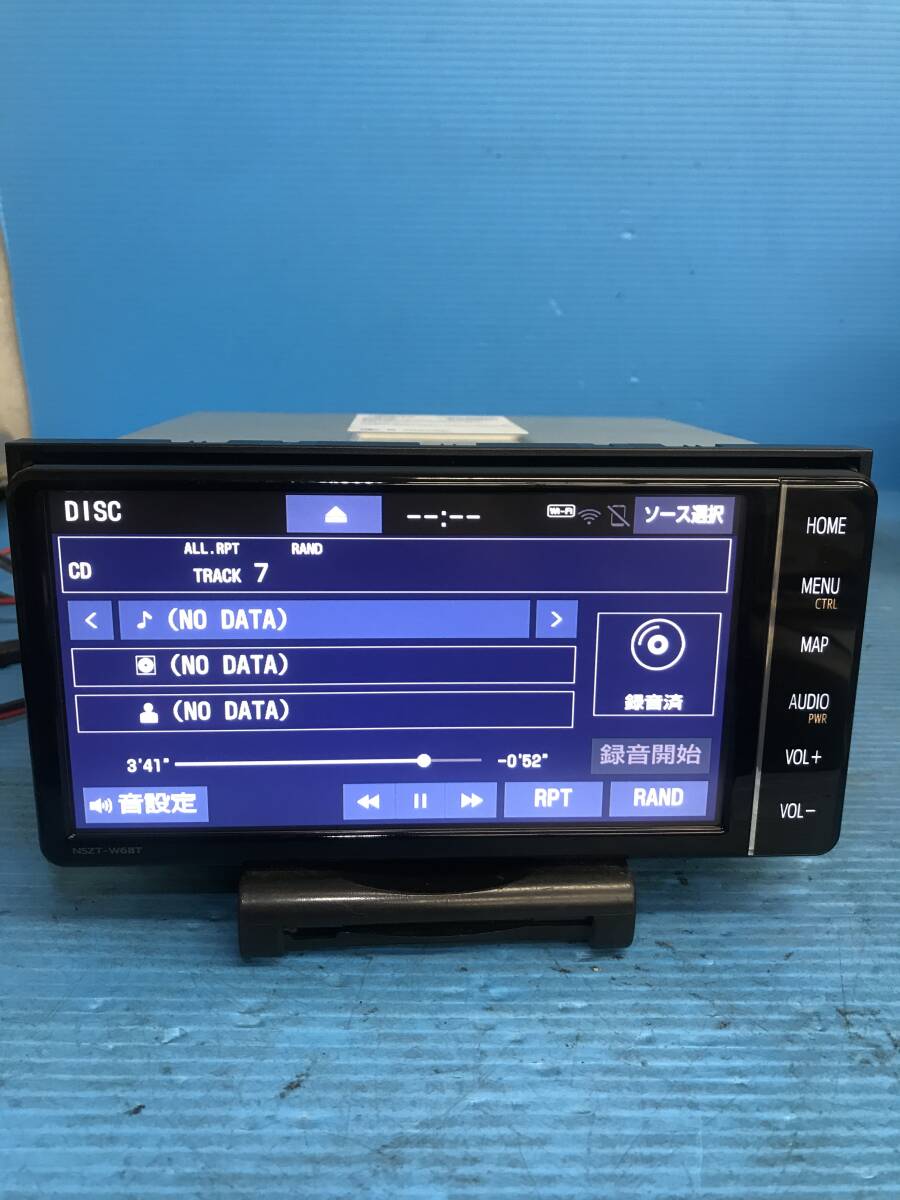 DISC
--:--
Wi-Fi
ソース選択
ALL.RPT RAND
CD TRACK 7
< (NO DATA) >
(NO DATA)
(NO DATA)
録音済
3'41" -0'52"
録音開始
音設定
RPT
RAND
HOME
MENU
CTRL
MAP
AUDIO
PWR
VOL+
VOL-
NSZT-W68T